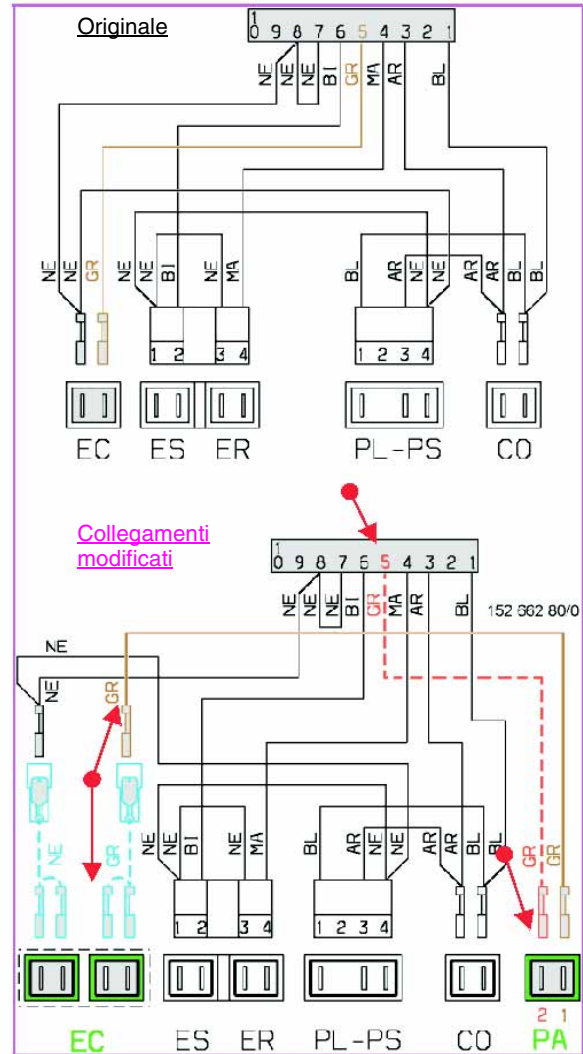 Originale
1
0 9 8 7 6 5 4 3 2 1
NE NE NE BI GR MA AR BL
NE NE GR NE NE BI NE MA BL AR NE NE AR AR BL BL
1 2 3 4 1 2 3 4
EC ES ER PL-PS CO
Collegamenti
modificati
1
0 9 8 7 6 5 4 3 2 1
NE NE NE BI GR MA AR BL 152 662 80/0
NE
NE GR
NE NE BI NE MA BL AR NE NE AR BL BL GR GR
NE GR
1 2 3 4 1 2 3 4
2 1
EC ES ER PL-PS CO PA